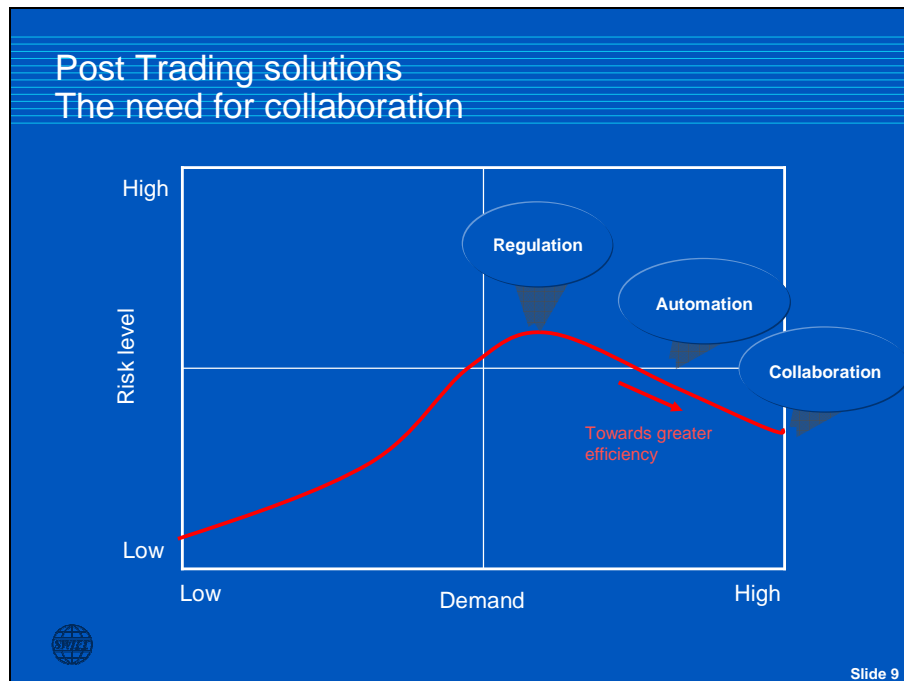 Post Trading solutions
The need for collaboration
High
Regulation
Automation
Risk level
Collaboration
Towards greater
efficiency
Low
Low
Demand
High
SWIFT
Slide 9